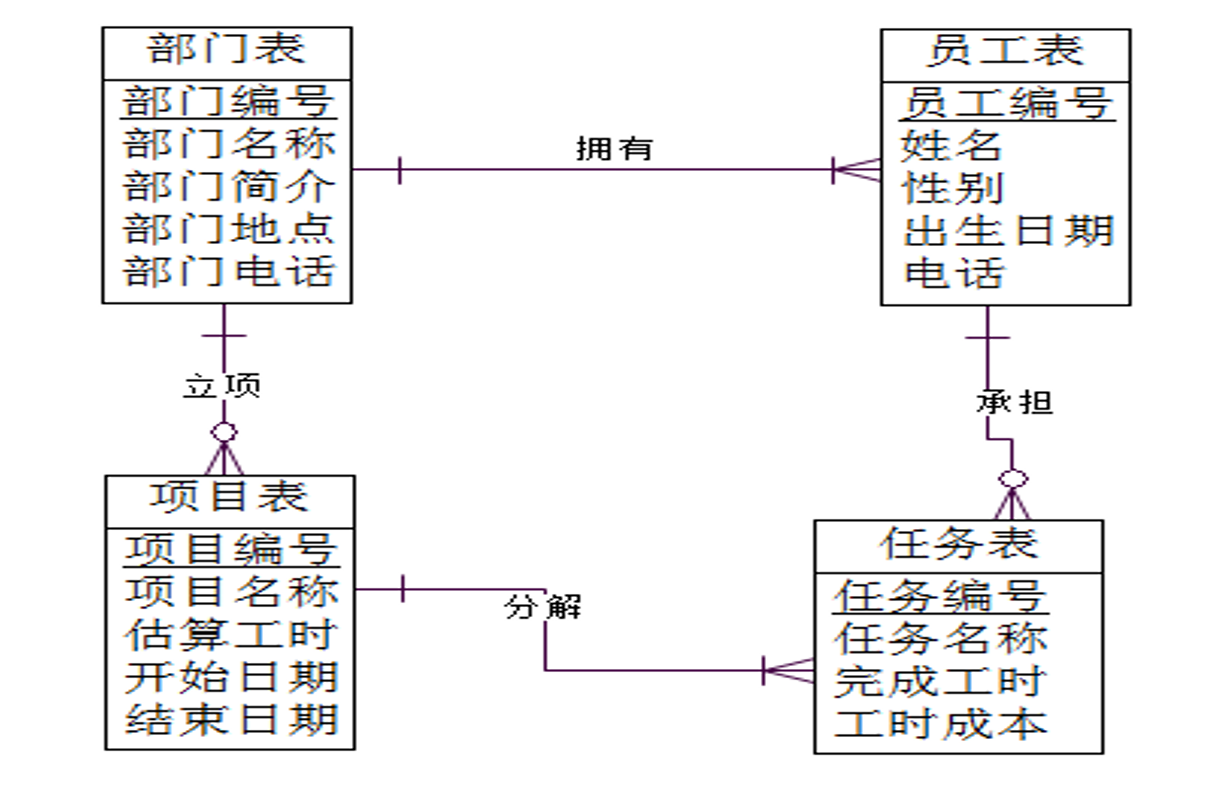 部门表
部门编号
部门名称
部门简介
部门地点
部门电话
拥有
员工表
员工编号
姓名
性别
出生日期
电话
立项
承担
项目表
项目编号
项目名称
估算工时
开始日期
结束日期
分解
任务表
任务编号
任务名称
完成工时
工时成本